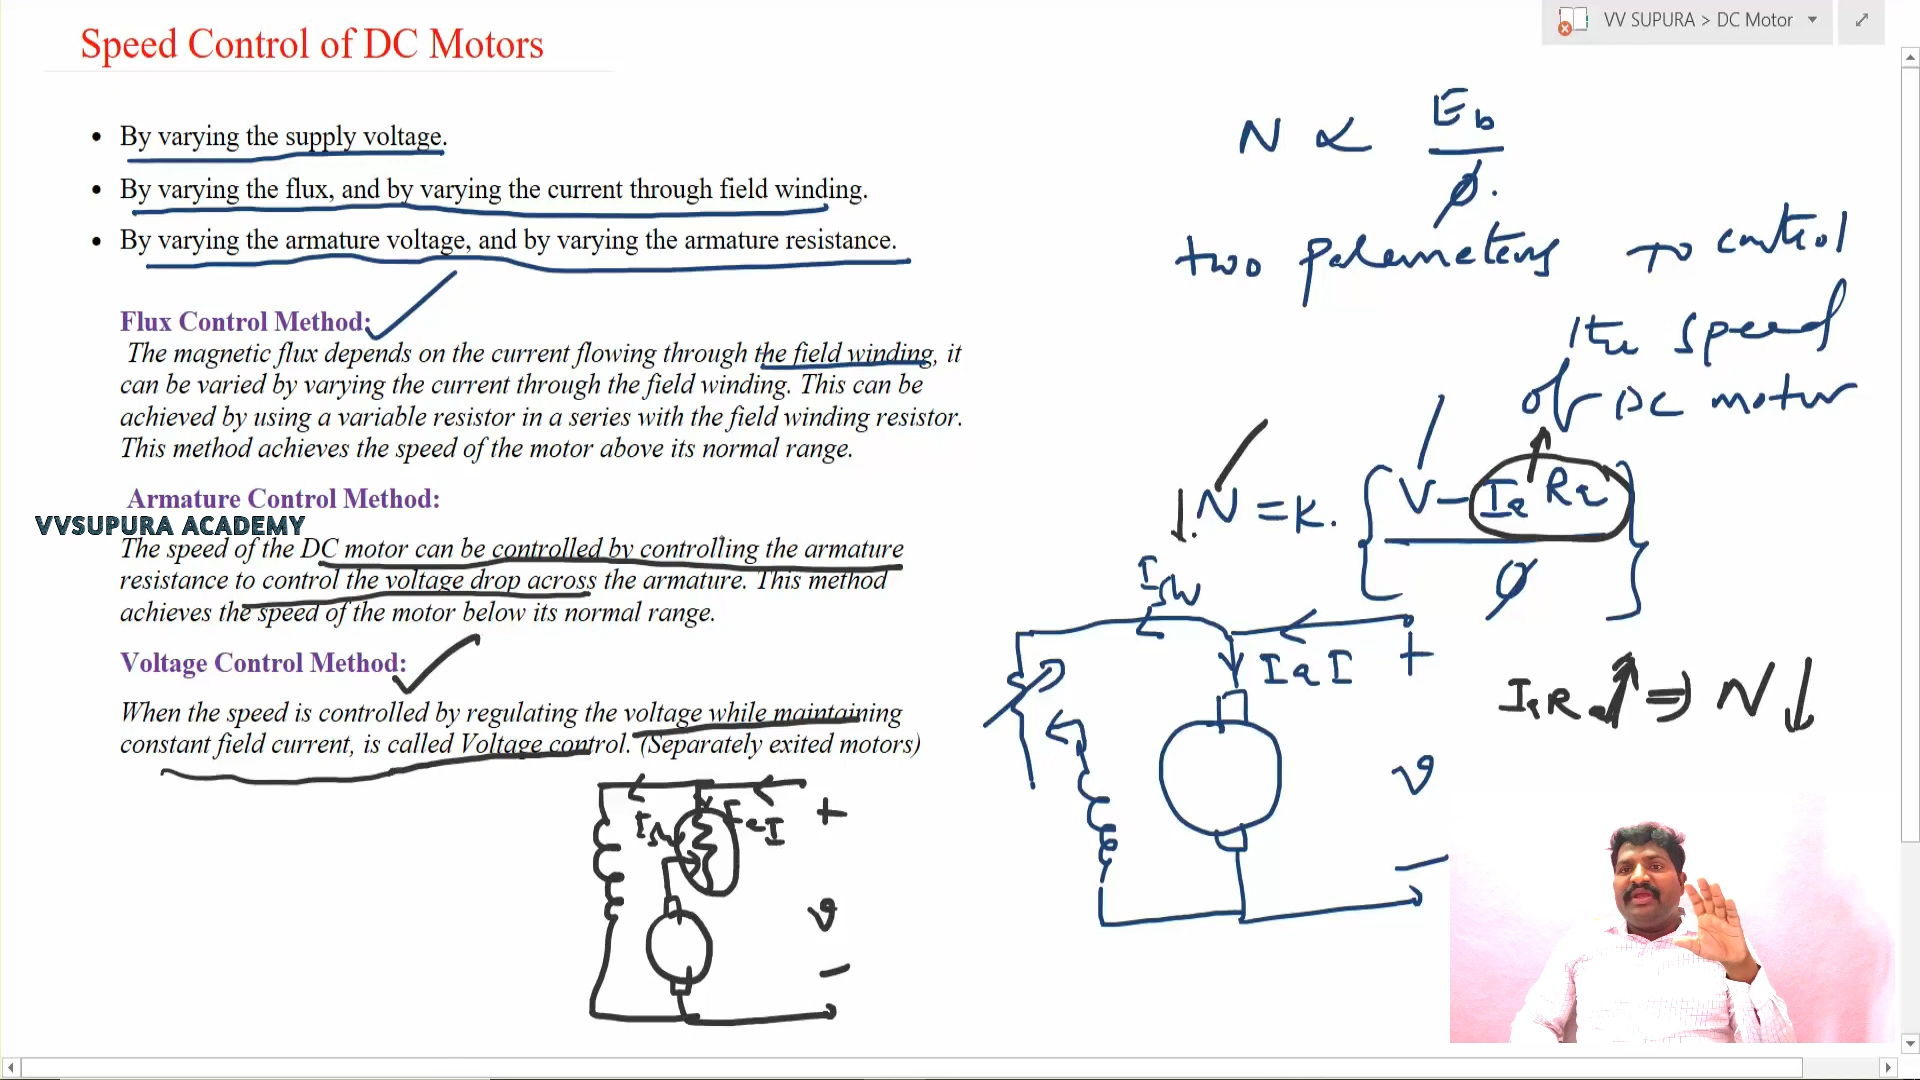 VV SUPURA > DC Motor
Speed Control of DC Motors
• By varying the supply voltage.
• By varying the flux, and by varying the current through field winding.
• By varying the armature voltage, and by varying the armature resistance.
Flux Control Method:
The magnetic flux depends on the current flowing through the field winding, it
can be varied by varying the current through the field winding. This can be
achieved by using a variable resistor in a series with the field winding resistor.
This method achieves the speed of the motor above its normal range.
Armature Control Method:
VVSUPURA ACADEMY
The speed of the DC motor can be controlled by controlling the armature
resistance to control the voltage drop across the armature. This method
achieves the speed of the motor below its normal range.
Voltage Control Method:
When the speed is controlled by regulating the voltage while maintaining
constant field current, is called Voltage control. (Separately exited motors)
Ish Ia I +
V
−
N ∝ Eb / ϕ.
two parameters to control
the speed
of DC motor
↓ N = K. { V − Ia Ra / ϕ }
Ish
Ia I +
Ia Ra ↑ ⇒ N ↓
V
−